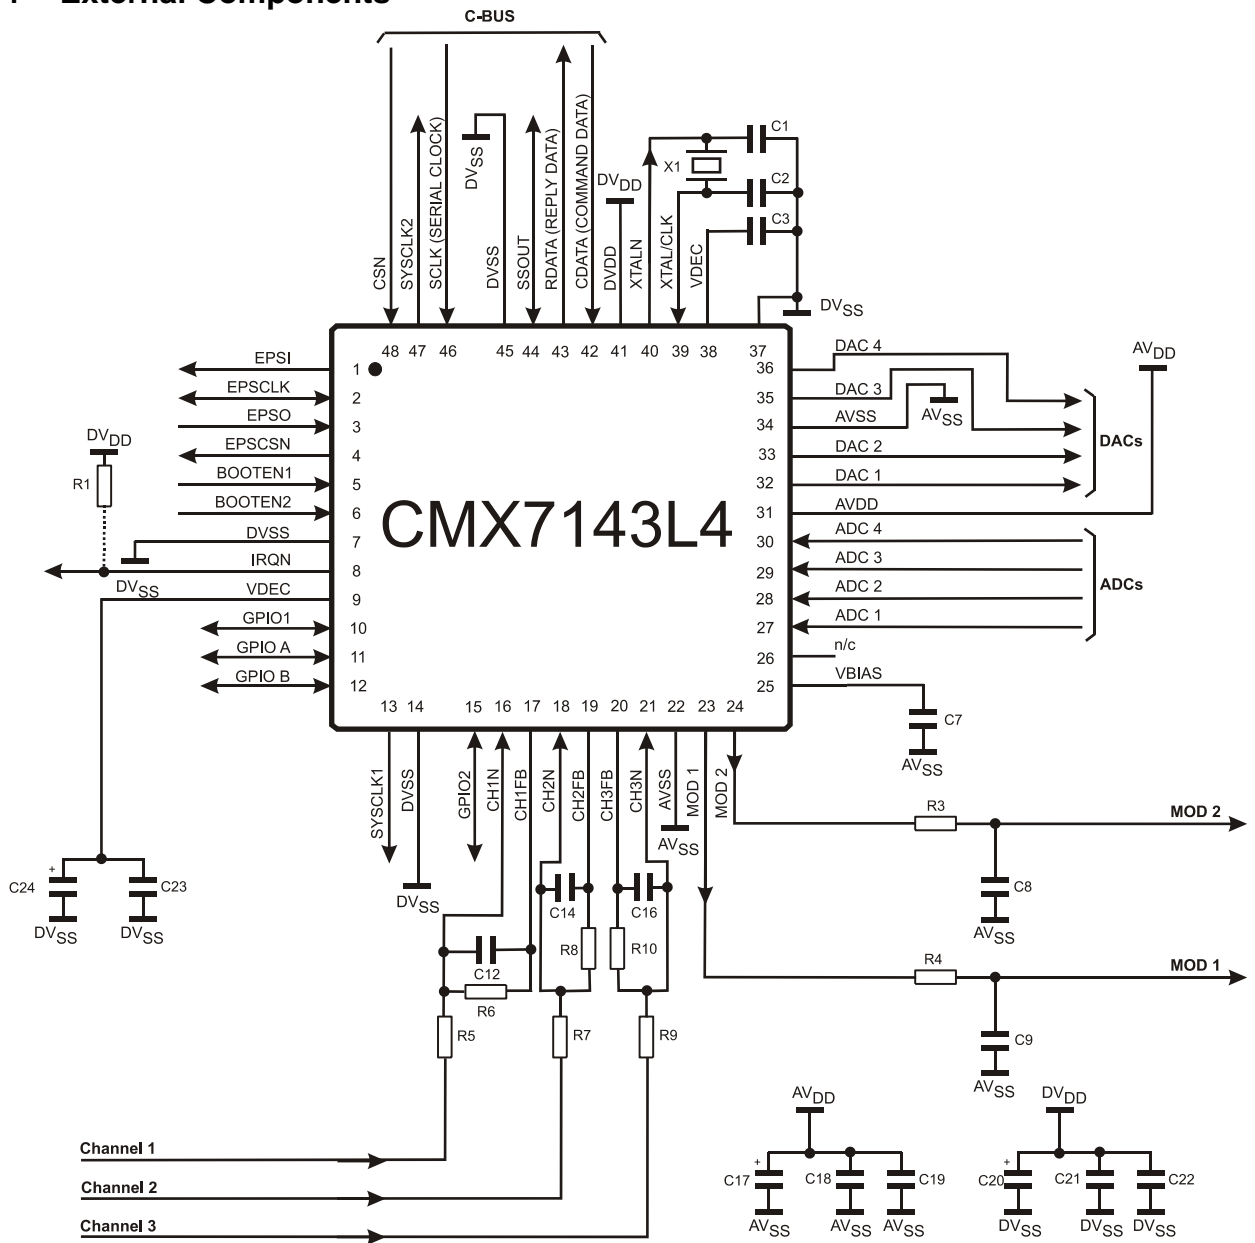 External Components
C-BUS
CSN
SYSCLK2
SCLK (SERIAL CLOCK)
DVSS
DVSS
SSOUT
RDATA (REPLY DATA)
CDATA (COMMAND DATA)
DVDD
DVDD
XTALN
XTAL/CLK
VDEC
X1
C1
C2
C3
DVSS
48 47 46 45 44 43 42 41 40 39 38 37
EPSI 1
EPSCLK 2
EPSO 3
EPSCSN 4
BOOTEN1 5
BOOTEN2 6
DVSS 7
IRQN 8
VDEC 9
GPIO1 10
GPIO A 11
GPIO B 12
DVDD
R1
DVSS
CMX7143L4
36 DAC 4
35 DAC 3
34 AVSS
33 DAC 2
32 DAC 1
31 AVDD
30 ADC 4
29 ADC 3
28 ADC 2
27 ADC 1
26 n/c
25 VBIAS
AVSS
AVDD
DACs
ADCs
C7
AVSS
13 14 15 16 17 18 19 20 21 22 23 24
SYSCLK1
DVSS
GPIO2
CH1N
CH1FB
CH2N
CH2FB
CH3FB
CH3N
AVSS
MOD 1
MOD 2
DVSS
AVSS
R3
MOD 2
C8
AVSS
R4
MOD 1
C9
AVSS
C24
+
C23
DVSS
DVSS
C14
C16
R8
R10
C12
R6
R5
R7
R9
Channel 1
Channel 2
Channel 3
AVDD
+
C17
C18
C19
AVSS
AVSS
AVSS
DVDD
+
C20
C21
C22
DVSS
DVSS
DVSS